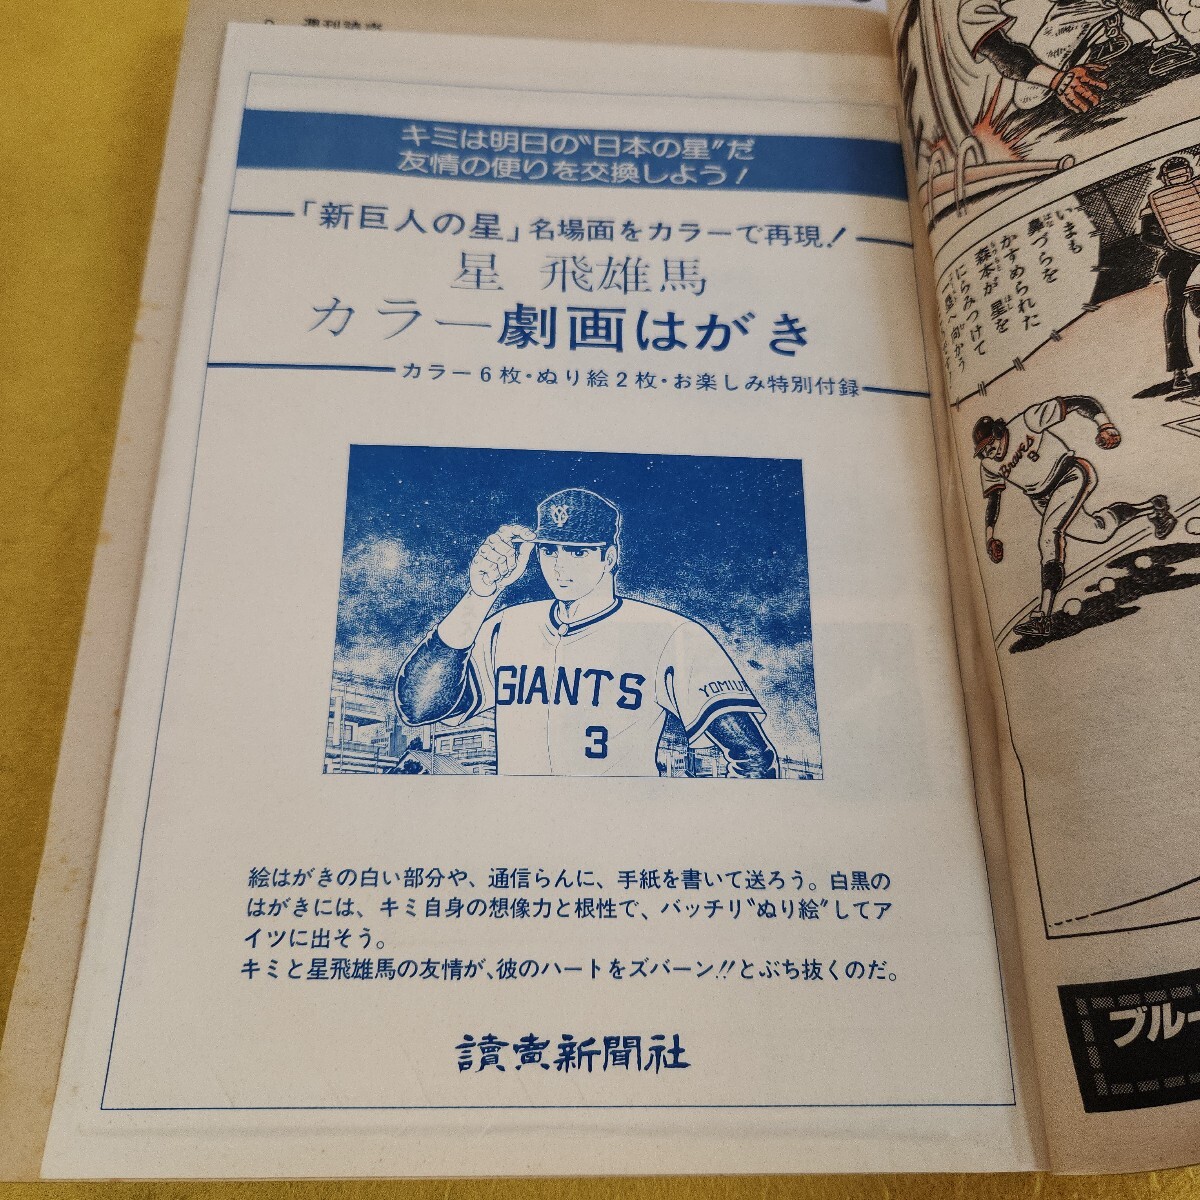 キミは明日の"日本の星"だ
友情の便りを交換しよう!
「新巨人の星」名場面をカラーで再現!
星 飛雄馬
カラー劇画はがき
カラー6枚・ぬり絵2枚・お楽しみ特別付録
GIANTS
3
絵はがきの白い部分や、通信らんに、手紙を書いて送ろう。白黒の
はがきには、キミ自身の想像力と根性で、バッチリ"ぬり絵"してア
イツに出そう。
キミと星飛雄馬の友情が、彼のハートをズバーン!!とぶち抜くのだ。
讀賣新聞社
いまも
鼻づらを
かすめられた
森本が 星を
にらみつけて
Braves
9
ブルー